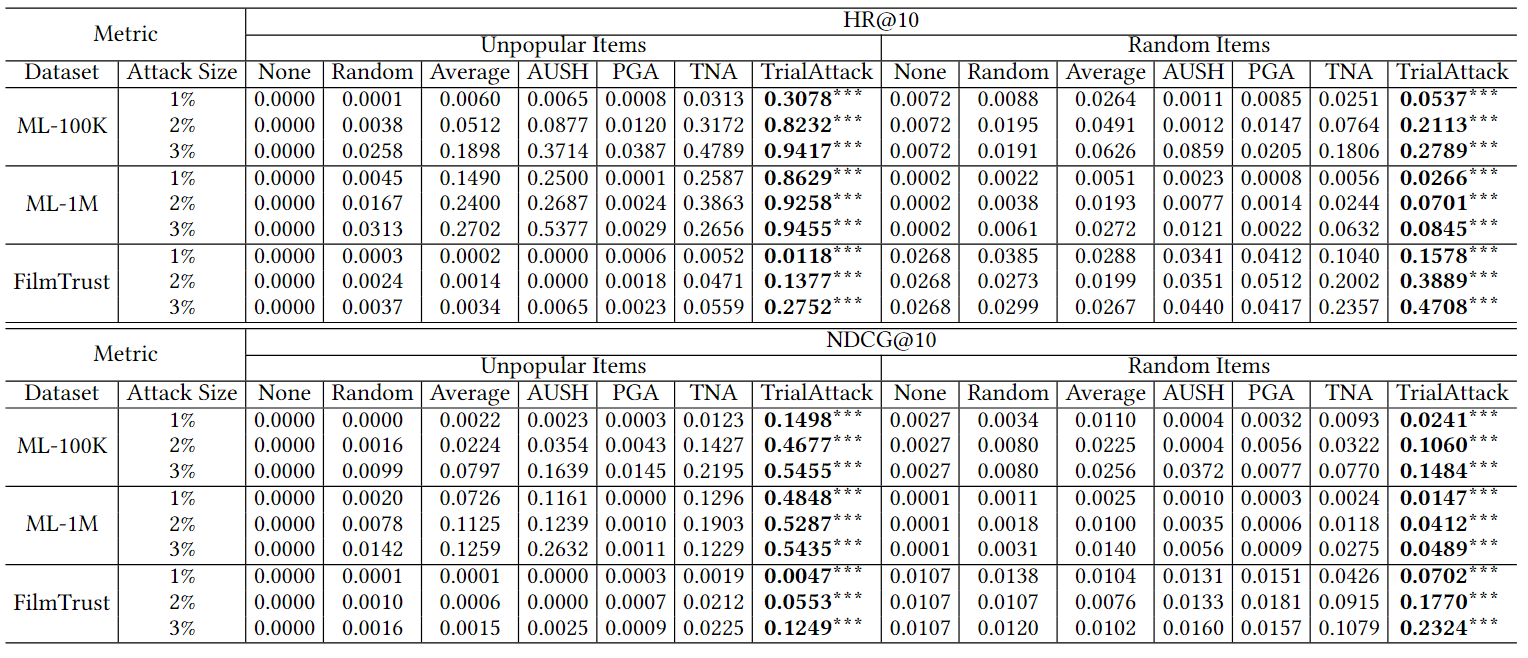 Metric HR@10
Unpopular Items Random Items
Dataset Attack Size None Random Average AUSH PGA TNA TrialAttack None Random Average AUSH PGA TNA TrialAttack
1% 0.0000 0.0001 0.0060 0.0065 0.0008 0.0313 0.3078*** 0.0072 0.0088 0.0264 0.0011 0.0085 0.0251 0.0537***
ML-100K 2% 0.0000 0.0038 0.0512 0.0877 0.0120 0.3172 0.8232*** 0.0072 0.0195 0.0491 0.0012 0.0147 0.0764 0.2113***
3% 0.0000 0.0258 0.1898 0.3714 0.0387 0.4789 0.9417*** 0.0072 0.0191 0.0626 0.0859 0.0205 0.1806 0.2789***
1% 0.0000 0.0045 0.1490 0.2500 0.0001 0.2587 0.8629*** 0.0002 0.0022 0.0051 0.0023 0.0008 0.0056 0.0266***
ML-1M 2% 0.0000 0.0167 0.2400 0.2687 0.0024 0.3863 0.9258*** 0.0002 0.0038 0.0193 0.0077 0.0014 0.0244 0.0701***
3% 0.0000 0.0313 0.2702 0.5377 0.0029 0.2656 0.9455*** 0.0002 0.0061 0.0272 0.0121 0.0022 0.0632 0.0845***
1% 0.0000 0.0003 0.0002 0.0000 0.0006 0.0052 0.0118*** 0.0268 0.0385 0.0288 0.0341 0.0412 0.1040 0.1578***
FilmTrust 2% 0.0000 0.0024 0.0014 0.0000 0.0018 0.0471 0.1377*** 0.0268 0.0273 0.0199 0.0351 0.0512 0.2002 0.3889***
3% 0.0000 0.0037 0.0034 0.0065 0.0023 0.0559 0.2752*** 0.0268 0.0299 0.0267 0.0440 0.0417 0.2357 0.4708***
Metric NDCG@10
Unpopular Items Random Items
Dataset Attack Size None Random Average AUSH PGA TNA TrialAttack None Random Average AUSH PGA TNA TrialAttack
1% 0.0000 0.0000 0.0022 0.0023 0.0003 0.0123 0.1498*** 0.0027 0.0034 0.0110 0.0004 0.0032 0.0093 0.0241***
ML-100K 2% 0.0000 0.0016 0.0224 0.0354 0.0043 0.1427 0.4677*** 0.0027 0.0080 0.0225 0.0004 0.0056 0.0322 0.1060***
3% 0.0000 0.0099 0.0797 0.1639 0.0145 0.2195 0.5455*** 0.0027 0.0080 0.0256 0.0372 0.0077 0.0770 0.1484***
1% 0.0000 0.0020 0.0726 0.1161 0.0000 0.1296 0.4848*** 0.0001 0.0011 0.0025 0.0010 0.0003 0.0024 0.0147***
ML-1M 2% 0.0000 0.0078 0.1125 0.1239 0.0010 0.1903 0.5287*** 0.0001 0.0018 0.0100 0.0035 0.0006 0.0118 0.0412***
3% 0.0000 0.0142 0.1259 0.2632 0.0011 0.1229 0.5435*** 0.0001 0.0031 0.0140 0.0056 0.0009 0.0275 0.0489***
1% 0.0000 0.0001 0.0001 0.0000 0.0003 0.0019 0.0047*** 0.0107 0.0138 0.0104 0.0131 0.0151 0.0426 0.0702***
FilmTrust 2% 0.0000 0.0010 0.0006 0.0000 0.0007 0.0212 0.0553*** 0.0107 0.0107 0.0076 0.0133 0.0181 0.0915 0.1770***
3% 0.0000 0.0016 0.0015 0.0025 0.0009 0.0225 0.1249*** 0.0107 0.0120 0.0102 0.0160 0.0157 0.1079 0.2324***